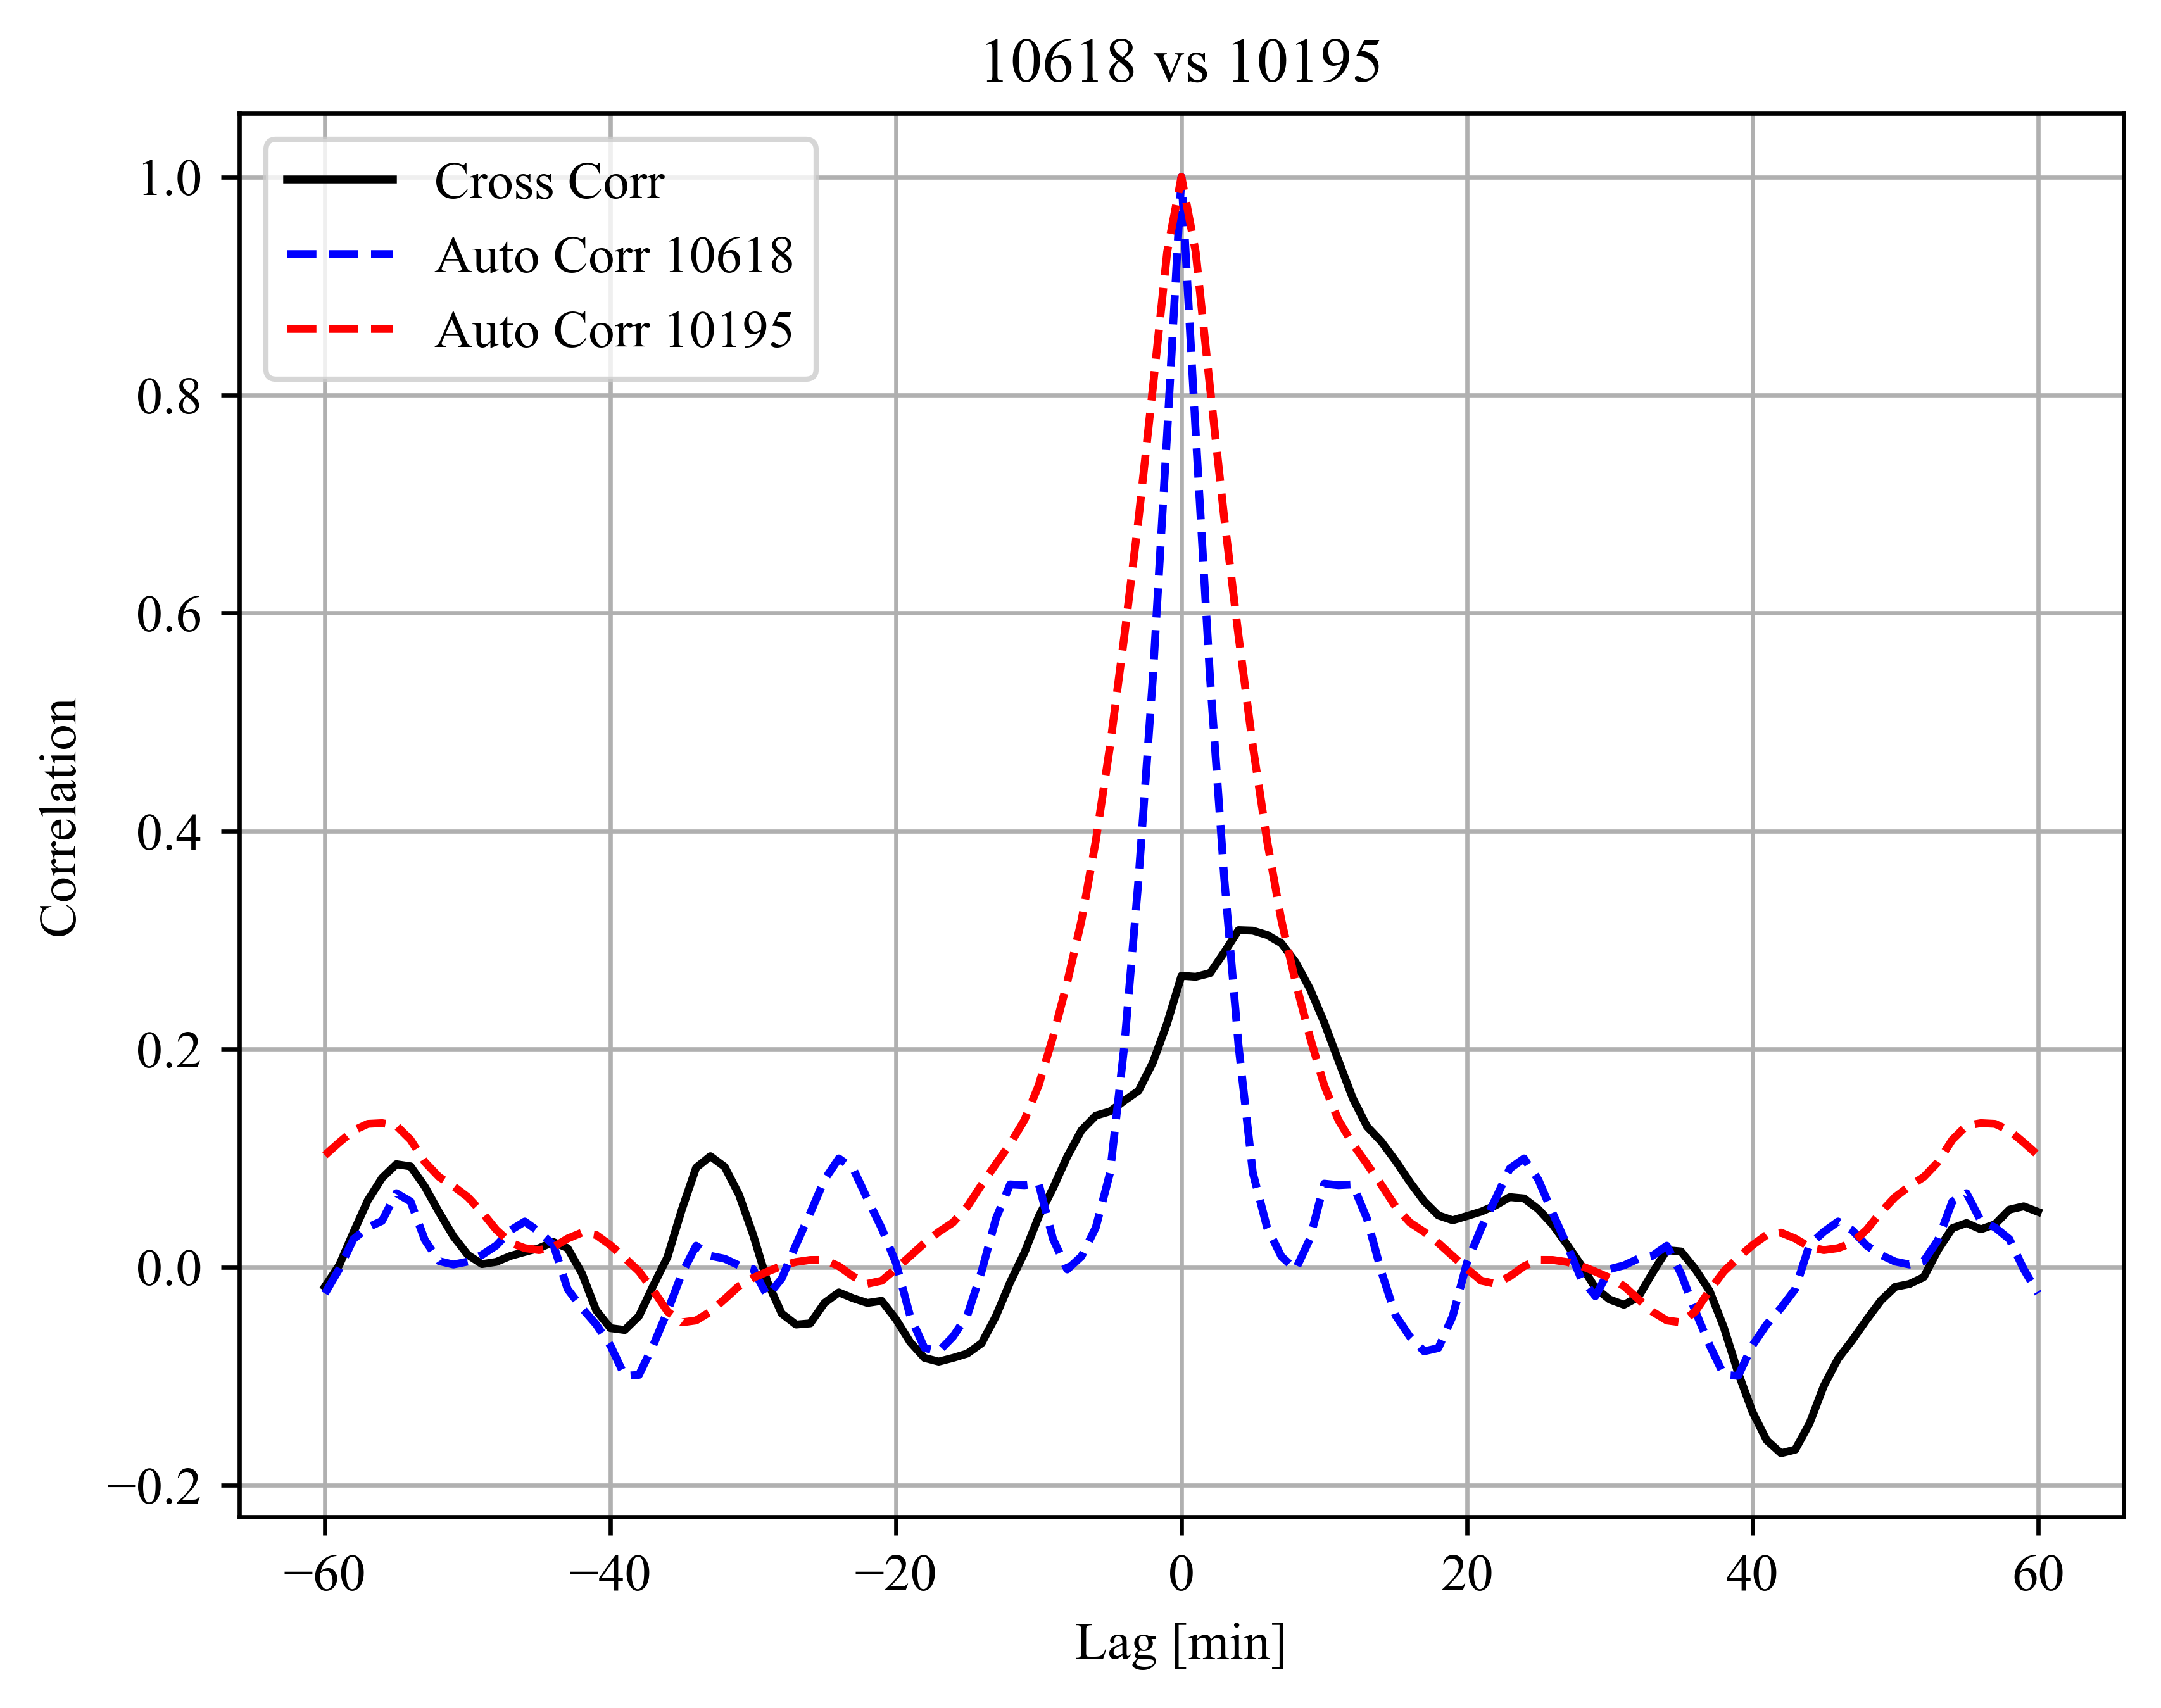 10618 vs 10195
Cross Corr
Auto Corr 10618
Auto Corr 10195
1.0
0.8
0.6
0.4
0.2
0.0
−0.2
Correlation
−60
−40
−20
0
20
40
60
Lag [min]